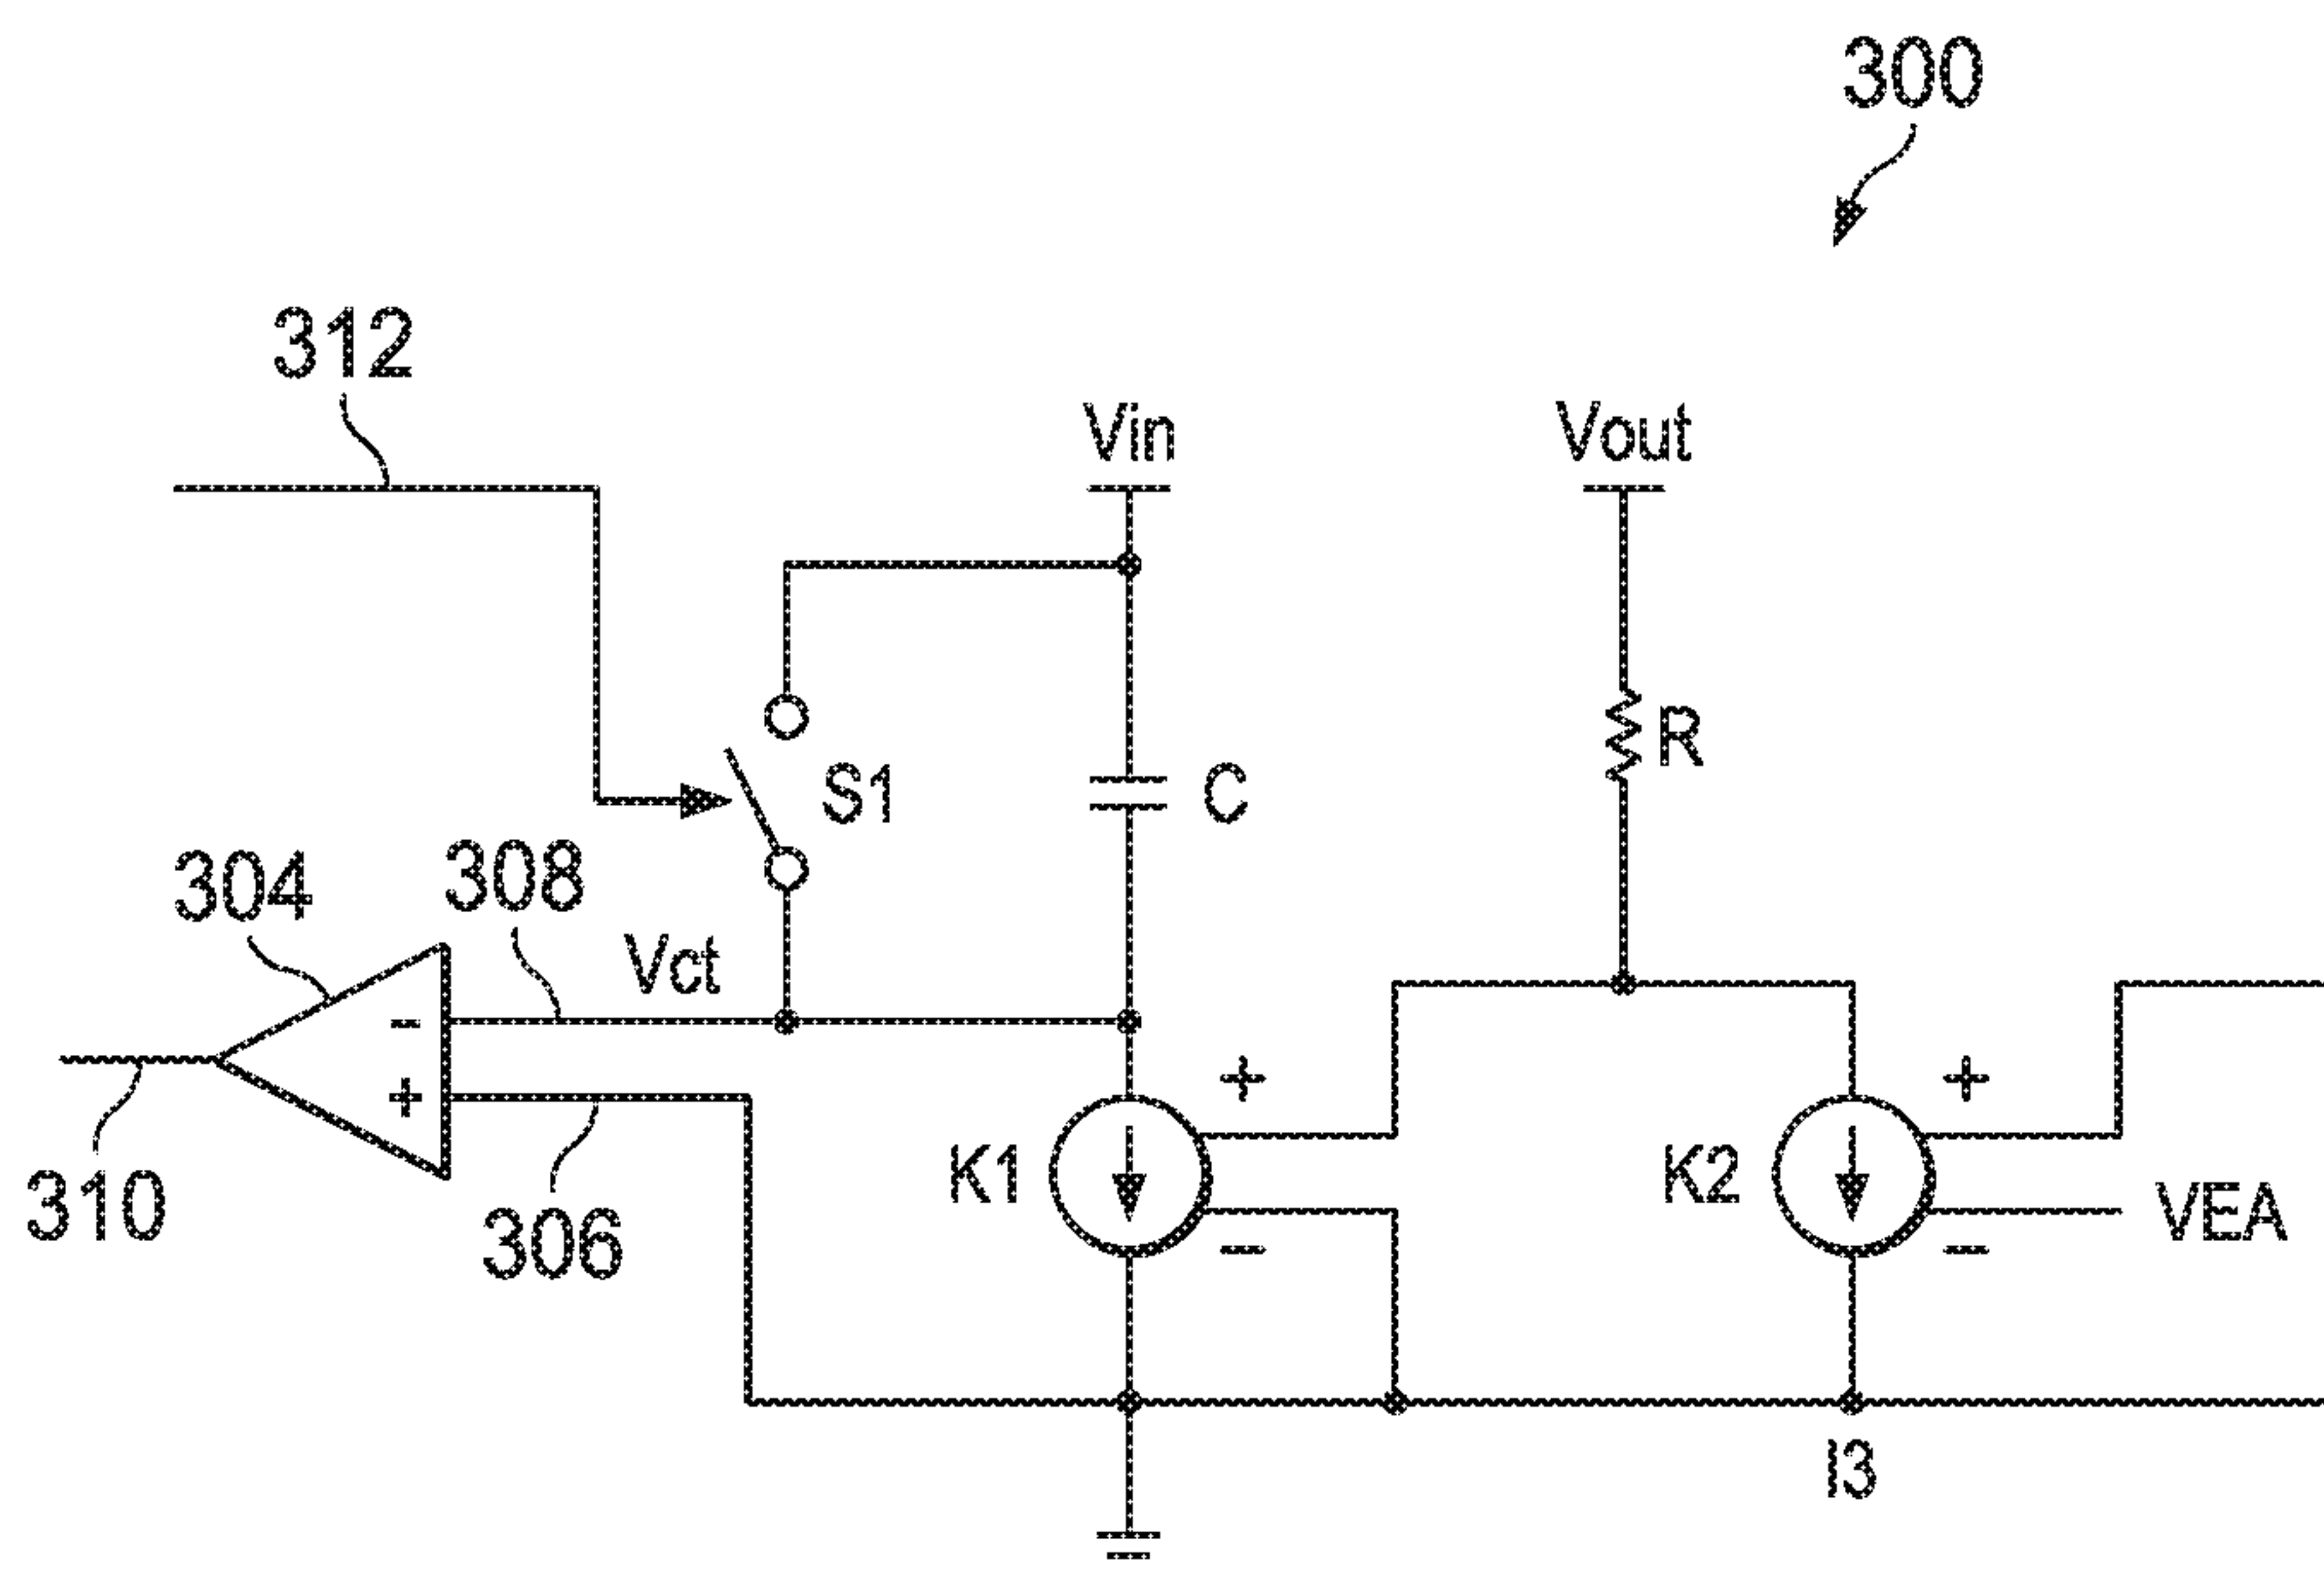 300
312
Vin
Vout
R
S1
C
304
308
Vct
-
+
+
+
K1
K2
310
306
VEA
-
-
I3